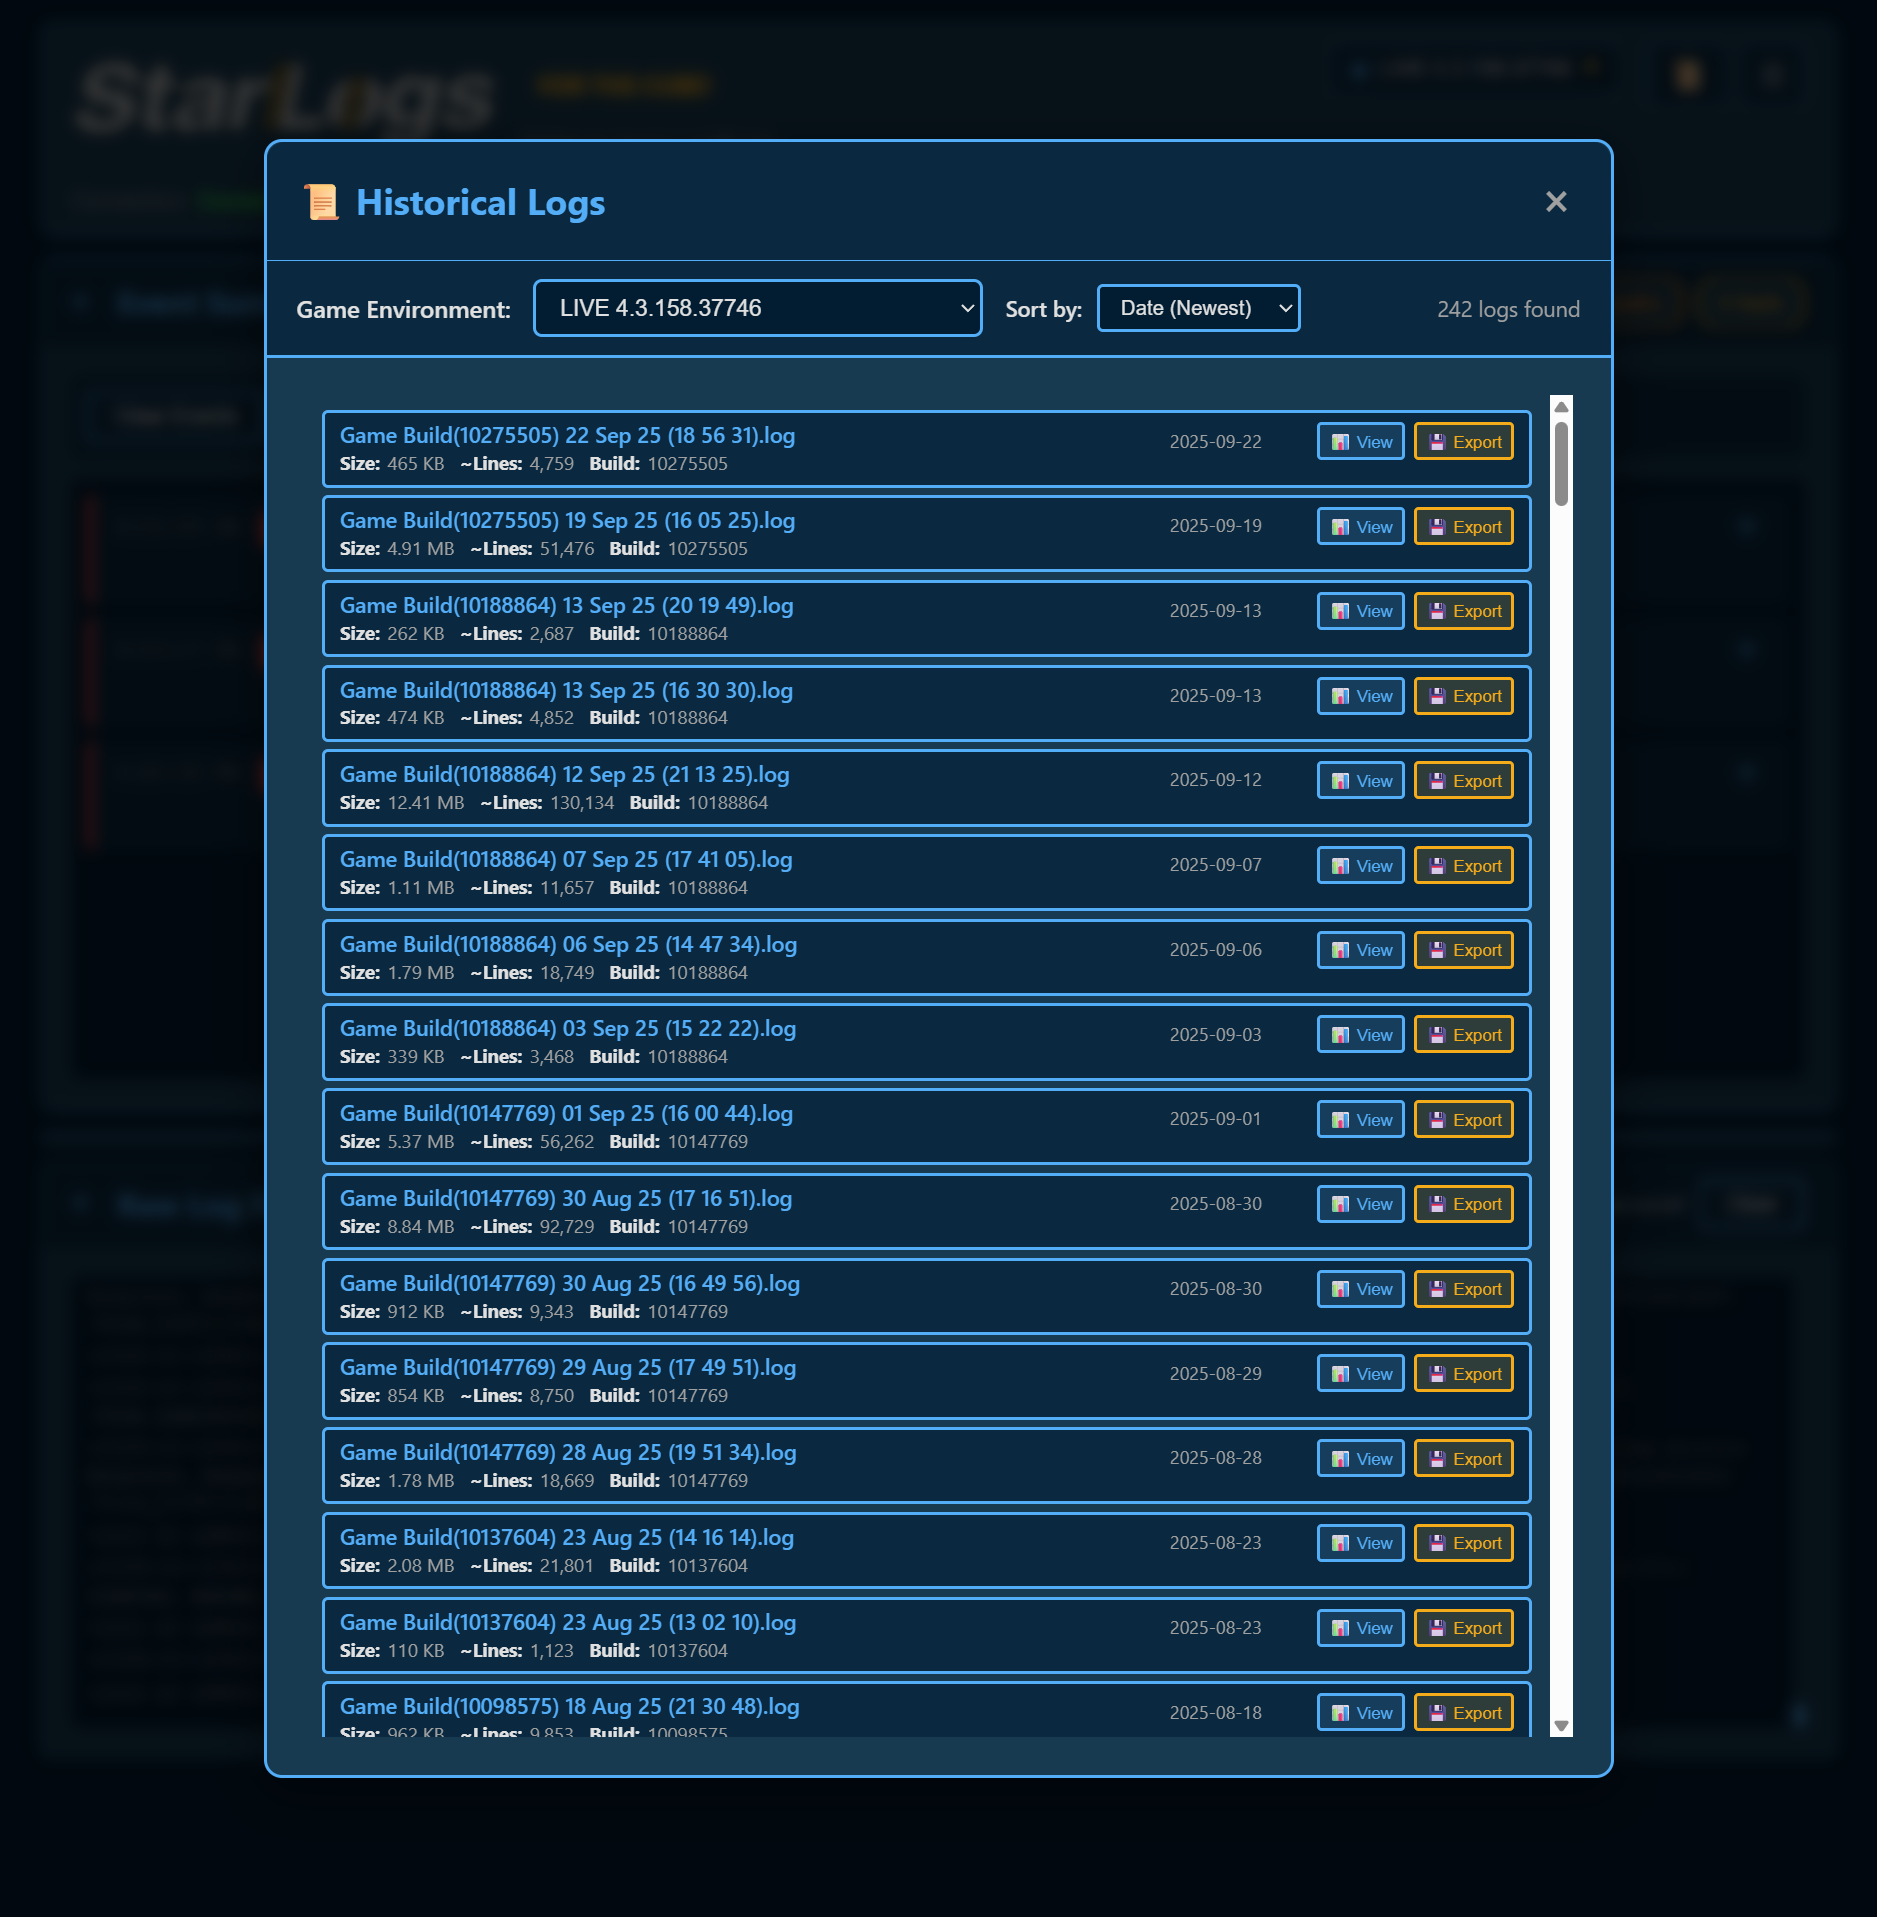 StarLogs
Historical Logs
×
Game Environment: LIVE 4.3.158.37746 Sort by: Date (Newest) 242 logs found
Game Build(10275505) 22 Sep 25 (18 56 31).log 2025-09-22 View Export
Size: 465 KB ~Lines: 4,759 Build: 10275505
Game Build(10275505) 19 Sep 25 (16 05 25).log 2025-09-19 View Export
Size: 4.91 MB ~Lines: 51,476 Build: 10275505
Game Build(10188864) 13 Sep 25 (20 19 49).log 2025-09-13 View Export
Size: 262 KB ~Lines: 2,687 Build: 10188864
Game Build(10188864) 13 Sep 25 (16 30 30).log 2025-09-13 View Export
Size: 474 KB ~Lines: 4,852 Build: 10188864
Game Build(10188864) 12 Sep 25 (21 13 25).log 2025-09-12 View Export
Size: 12.41 MB ~Lines: 130,134 Build: 10188864
Game Build(10188864) 07 Sep 25 (17 41 05).log 2025-09-07 View Export
Size: 1.11 MB ~Lines: 11,657 Build: 10188864
Game Build(10188864) 06 Sep 25 (14 47 34).log 2025-09-06 View Export
Size: 1.79 MB ~Lines: 18,749 Build: 10188864
Game Build(10188864) 03 Sep 25 (15 22 22).log 2025-09-03 View Export
Size: 339 KB ~Lines: 3,468 Build: 10188864
Game Build(10147769) 01 Sep 25 (16 00 44).log 2025-09-01 View Export
Size: 5.37 MB ~Lines: 56,262 Build: 10147769
Game Build(10147769) 30 Aug 25 (17 16 51).log 2025-08-30 View Export
Size: 8.84 MB ~Lines: 92,729 Build: 10147769
Game Build(10147769) 30 Aug 25 (16 49 56).log 2025-08-30 View Export
Size: 912 KB ~Lines: 9,343 Build: 10147769
Game Build(10147769) 29 Aug 25 (17 49 51).log 2025-08-29 View Export
Size: 854 KB ~Lines: 8,750 Build: 10147769
Game Build(10147769) 28 Aug 25 (19 51 34).log 2025-08-28 View Export
Size: 1.78 MB ~Lines: 18,669 Build: 10147769
Game Build(10137604) 23 Aug 25 (14 16 14).log 2025-08-23 View Export
Size: 2.08 MB ~Lines: 21,801 Build: 10137604
Game Build(10137604) 23 Aug 25 (13 02 10).log 2025-08-23 View Export
Size: 110 KB ~Lines: 1,123 Build: 10137604
Game Build(10098575) 18 Aug 25 (21 30 48).log 2025-08-18 View Export
Size: 962 KB ~Lines: 9,853 Build: 10098575